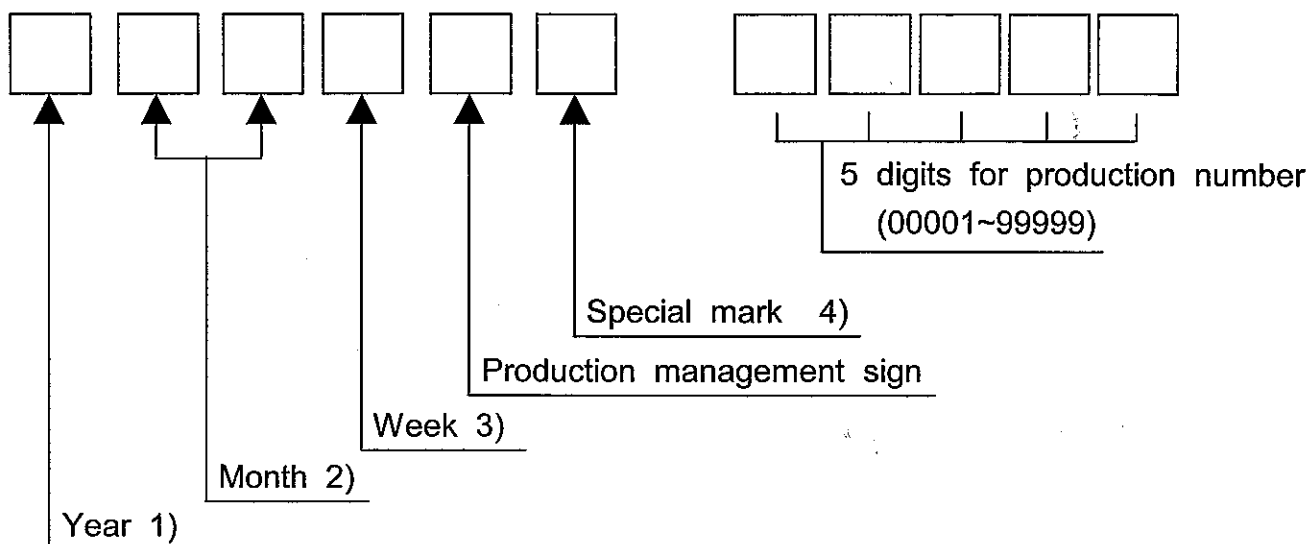 5 digits for production number
(00001~99999)
Special mark 4)
Production management sign
Week 3)
Month 2)
Year 1)